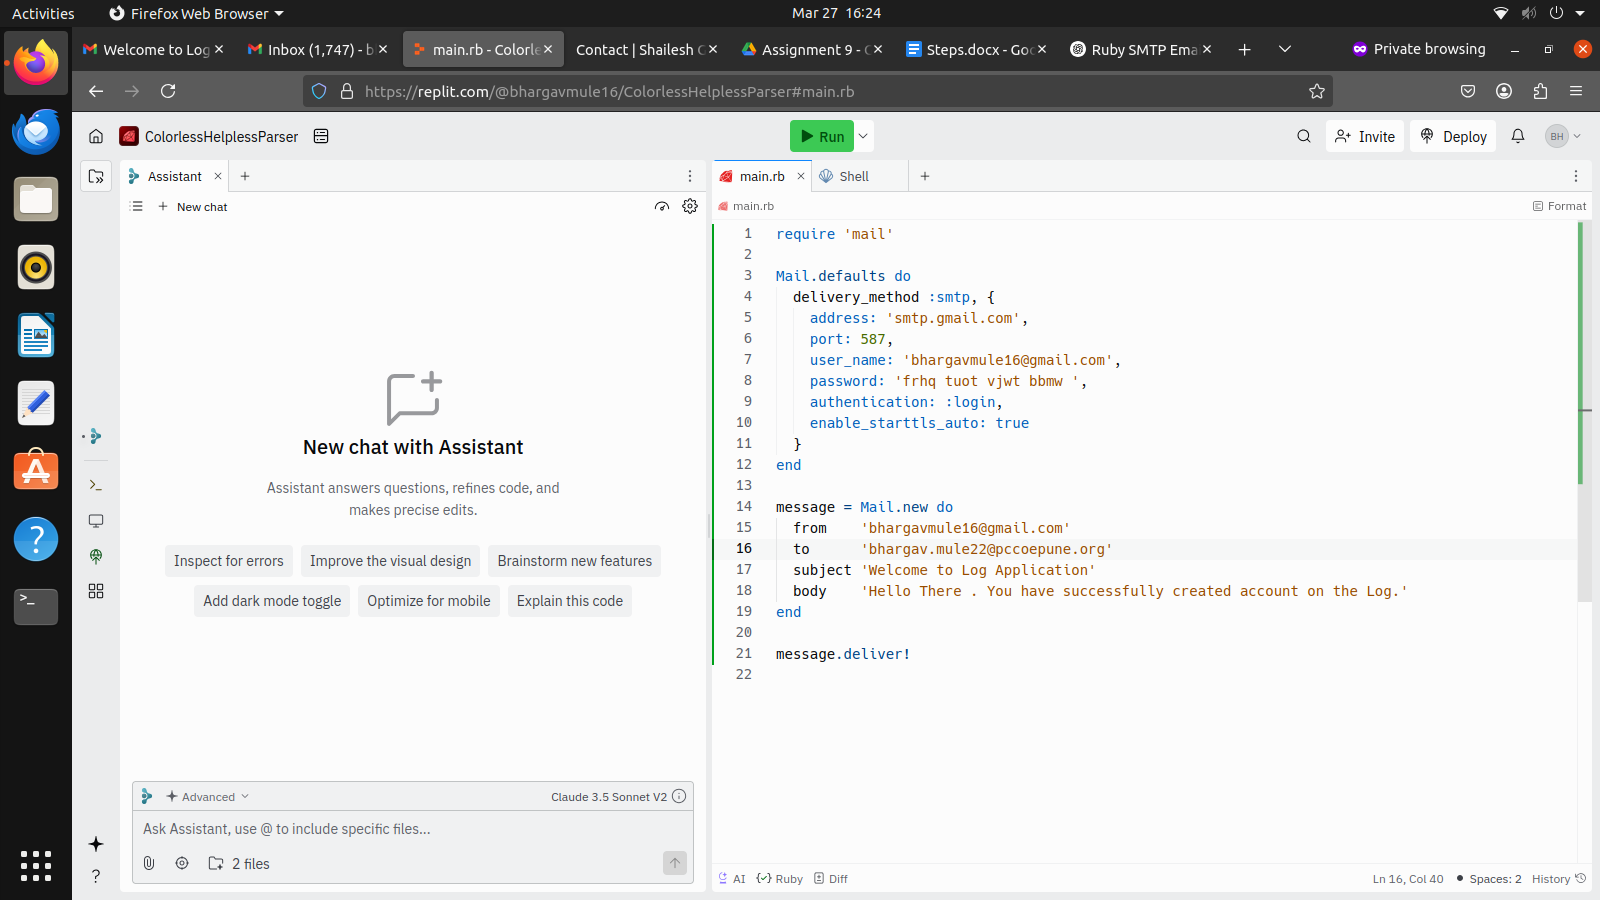 Activities
Firefox Web Browser
Mar 27 16:24
Welcome to Log
Inbox (1,747) - b
main.rb - Colorle
Contact | Shailesh C
Assignment 9 - C
Steps.docx - Goo
Ruby SMTP Ema
Private browsing
https://replit.com/@bhargavmule16/ColorlessHelplessParser#main.rb
ColorlessHelplessParser
Run
Invite
Deploy
BH
Assistant
New chat
New chat with Assistant
Assistant answers questions, refines code, and
makes precise edits.
Inspect for errors
Improve the visual design
Brainstorm new features
Add dark mode toggle
Optimize for mobile
Explain this code
Advanced
Claude 3.5 Sonnet V2
Ask Assistant, use @ to include specific files...
2 files
main.rb
Shell
main.rb
Format
1 require 'mail'
2
3 Mail.defaults do
4 delivery_method :smtp, {
5 address: 'smtp.gmail.com',
6 port: 587,
7 user_name: 'bhargavmule16@gmail.com',
8 password: 'frhq tuot vjwt bbmw ',
9 authentication: :login,
10 enable_starttls_auto: true
11 }
12 end
13
14 message = Mail.new do
15 from 'bhargavmule16@gmail.com'
16 to 'bhargav.mule22@pccoepune.org'
17 subject 'Welcome to Log Application'
18 body 'Hello There . You have successfully created account on the Log.'
19 end
20
21 message.deliver!
22
AI
Ruby
Diff
Ln 16, Col 40
Spaces: 2
History